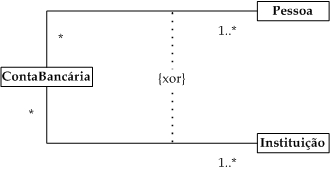 Pessoa
*
1..*
ContaBancária
{xor}
*
Instituição
1..*